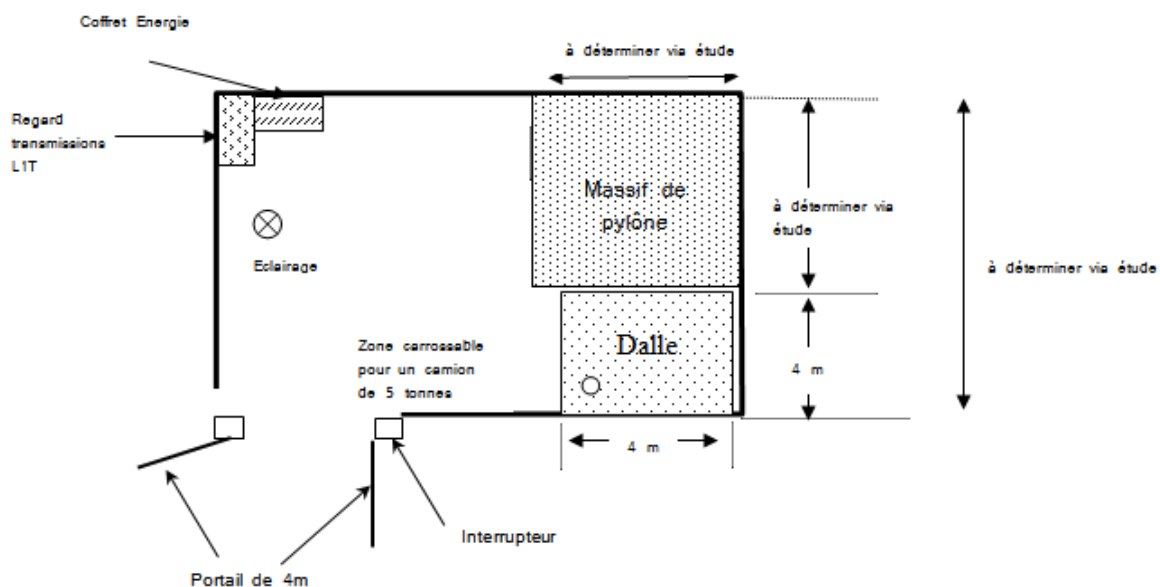 Coffret Energie
à déterminer via étude
Regard
transmissions
L1T
Massif de
pylône
à déterminer via
étude
à déterminer via étude
Eclairage
Zone carrossable
pour un camion
de 5 tonnes
Dalle
4 m
4 m
Interrupteur
Portail de 4m